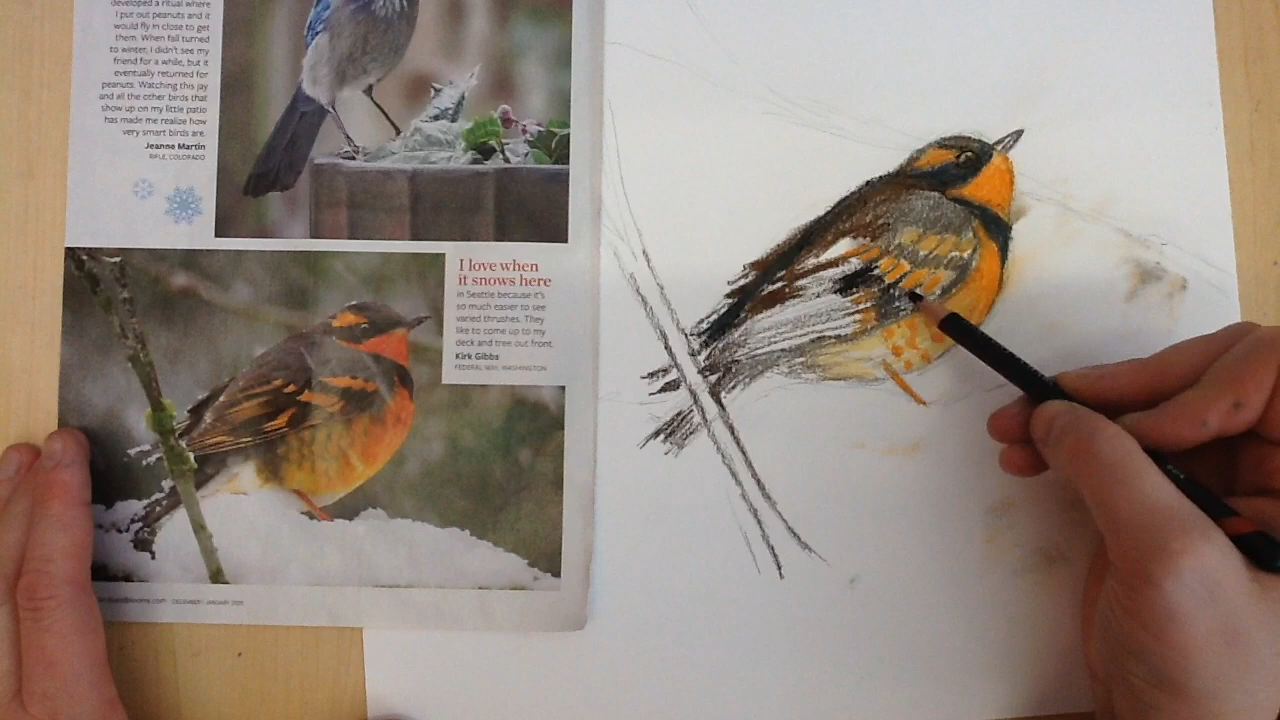 developed a ritual where
I put out peanuts and it
would fly in close to get
them. When fall turned
to winter, I didn't see my
friend for a while, but it
eventually returned for
peanuts. Watching this jay
and all the other birds that
show up on my little patio
has made me realize how
very smart birds are.
Jeanne Martin
RIFLE, COLORADO
I love when
it snows here
in Seattle because it's
so much easier to see
varied thrushes. They
like to come up to my
deck and tree out front.
Kirk Gibbs
FEDERAL WAY, WASHINGTON
DECEMBER / JANUARY 2020